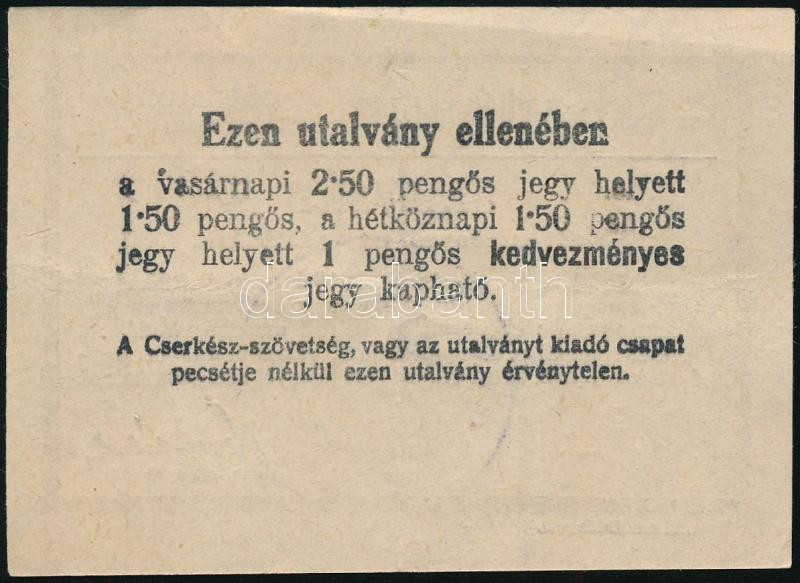 Ezen utalvány ellenében
a vasárnapi 2·50 pengős jegy helyett
1·50 pengős, a hétköznapi 1·50 pengős
jegy helyett 1 pengős kedvezményes
jegy kapható.
darabanth
A Cserkész-szövetség, vagy az utalványt kiadó csapat
pecsétje nélkül ezen utalvány érvénytelen.